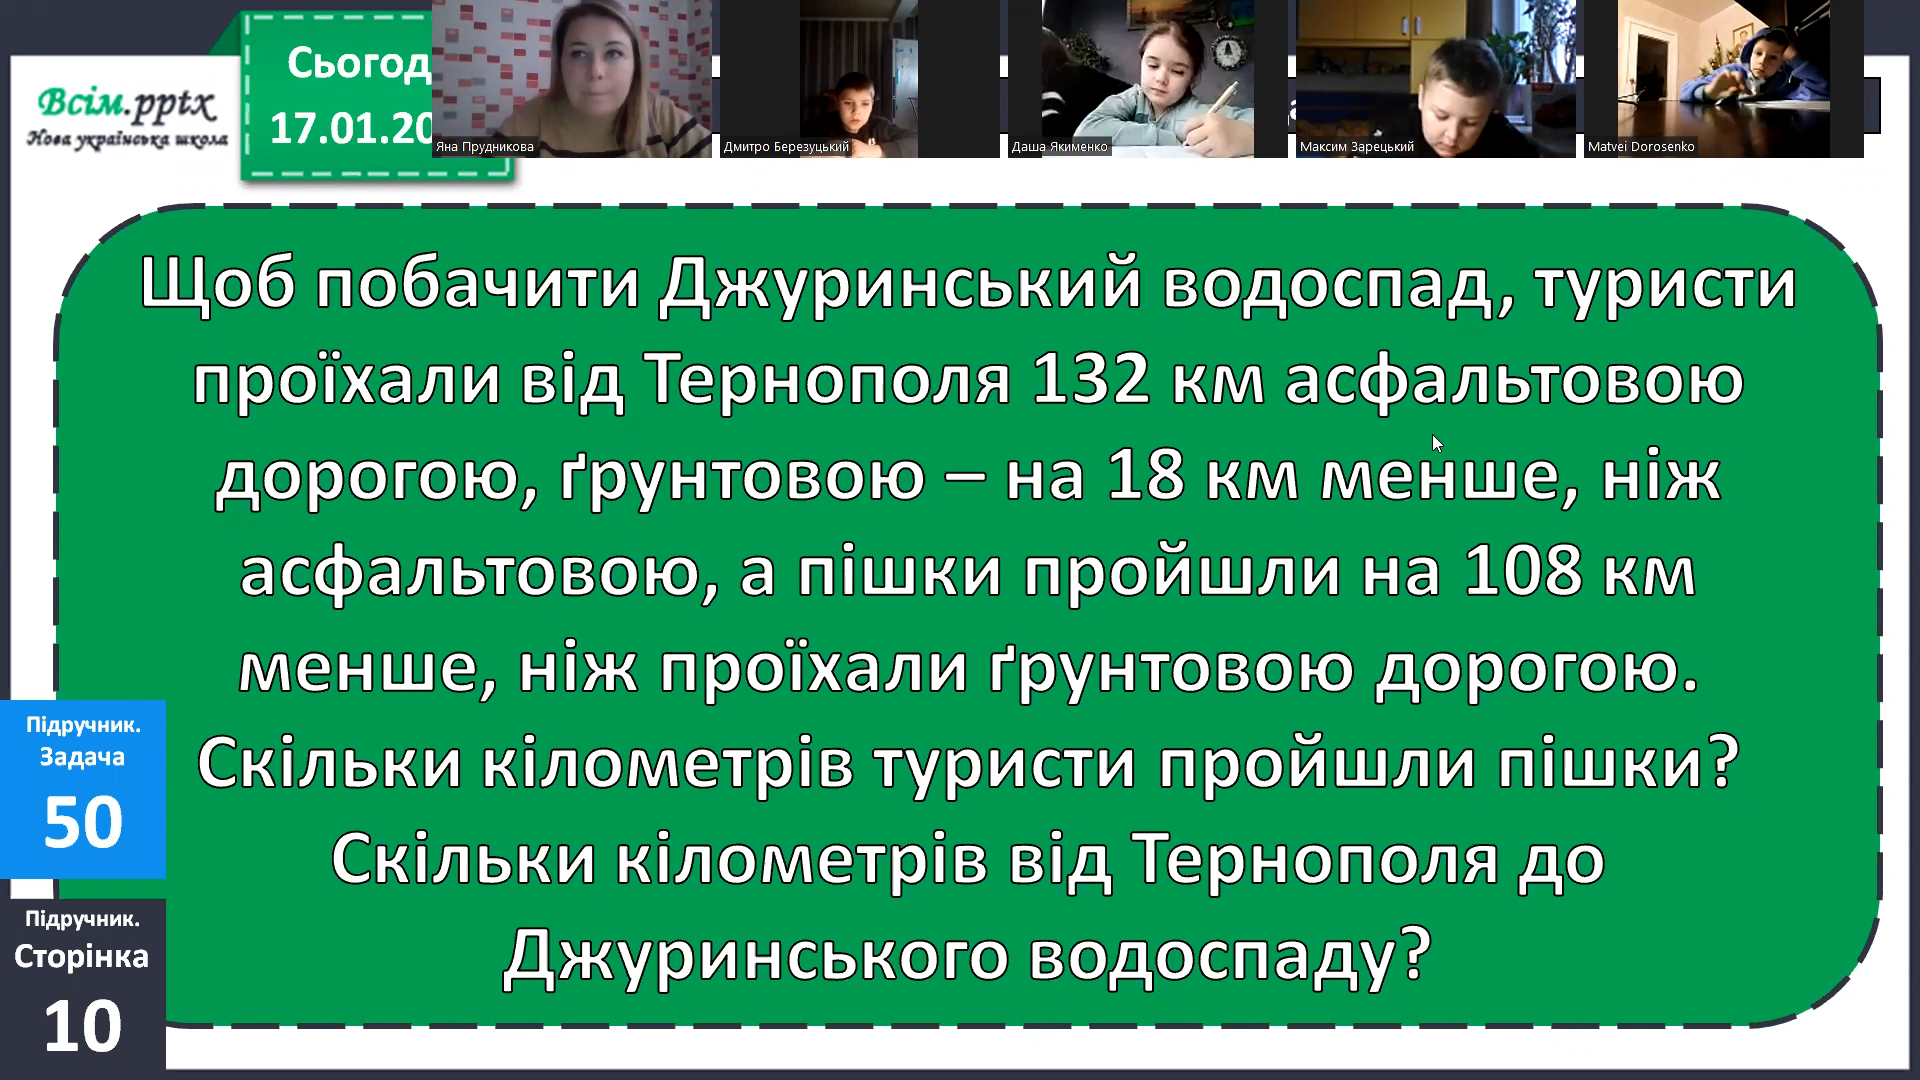 Всім.pptx
Нова українська школа
Сьогод
17.01.20
Яна Прудникова
Дмитро Березуцький
Даша Якименко
Максим Зарецький
Matvei Dorosenko
Щоб побачити Джуринський водоспад, туристи
проїхали від Тернополя 132 км асфальтовою
дорогою, ґрунтовою – на 18 км менше, ніж
асфальтовою, а пішки пройшли на 108 км
менше, ніж проїхали ґрунтовою дорогою.
Скільки кілометрів туристи пройшли пішки?
Скільки кілометрів від Тернополя до
Джуринського водоспаду?
Підручник.
Задача
50
Підручник.
Сторінка
10